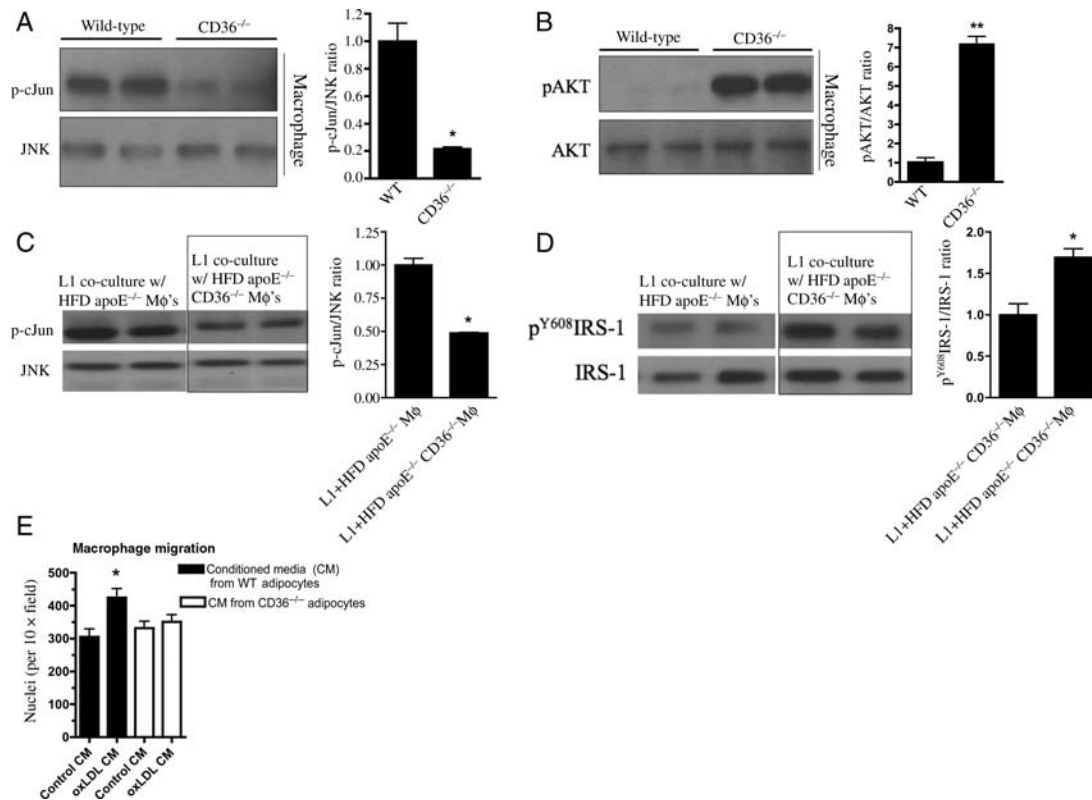 A
Wild-type
CD36–/–
p-cJun
JNK
Macrophage
p-cJun/JNK ratio
1.2
1.0
0.8
0.6
0.4
0.2
0.0
*
WT
CD36–/–
B
Wild-type
CD36–/–
pAKT
AKT
Macrophage
pAKT/AKT ratio
8
7
6
5
4
3
2
1
0
**
WT
CD36–/–
C
L1 co-culture w/
HFD apoE–/– Mϕ's
L1 co-culture
w/ HFD apoE–/–
CD36–/– Mϕ's
p-cJun
JNK
p-cJun/JNK ratio
1.25
1.00
0.75
0.50
0.25
0.00
*
L1+HFD apoE–/– Mϕ
L1+HFD apoE–/– CD36–/–Mϕ
D
L1 co-culture w/
HFD apoE–/– Mϕ's
L1 co-culture
w/ HFD apoE–/–
CD36–/– Mϕ's
pY608IRS-1
IRS-1
pY608IRS-1/IRS-1 ratio
2.0
1.5
1.0
0.5
0.0
*
L1+HFD apoE–/– CD36–/–Mϕ
L1+HFD apoE–/– CD36–/–Mϕ
E
Macrophage migration
Nuclei (per 10 × field)
500
400
300
200
100
0
*
Conditioned media (CM)
from WT adipocytes
CM from CD36–/– adipocytes
Control CM
oxLDL CM
Control CM
oxLDL CM